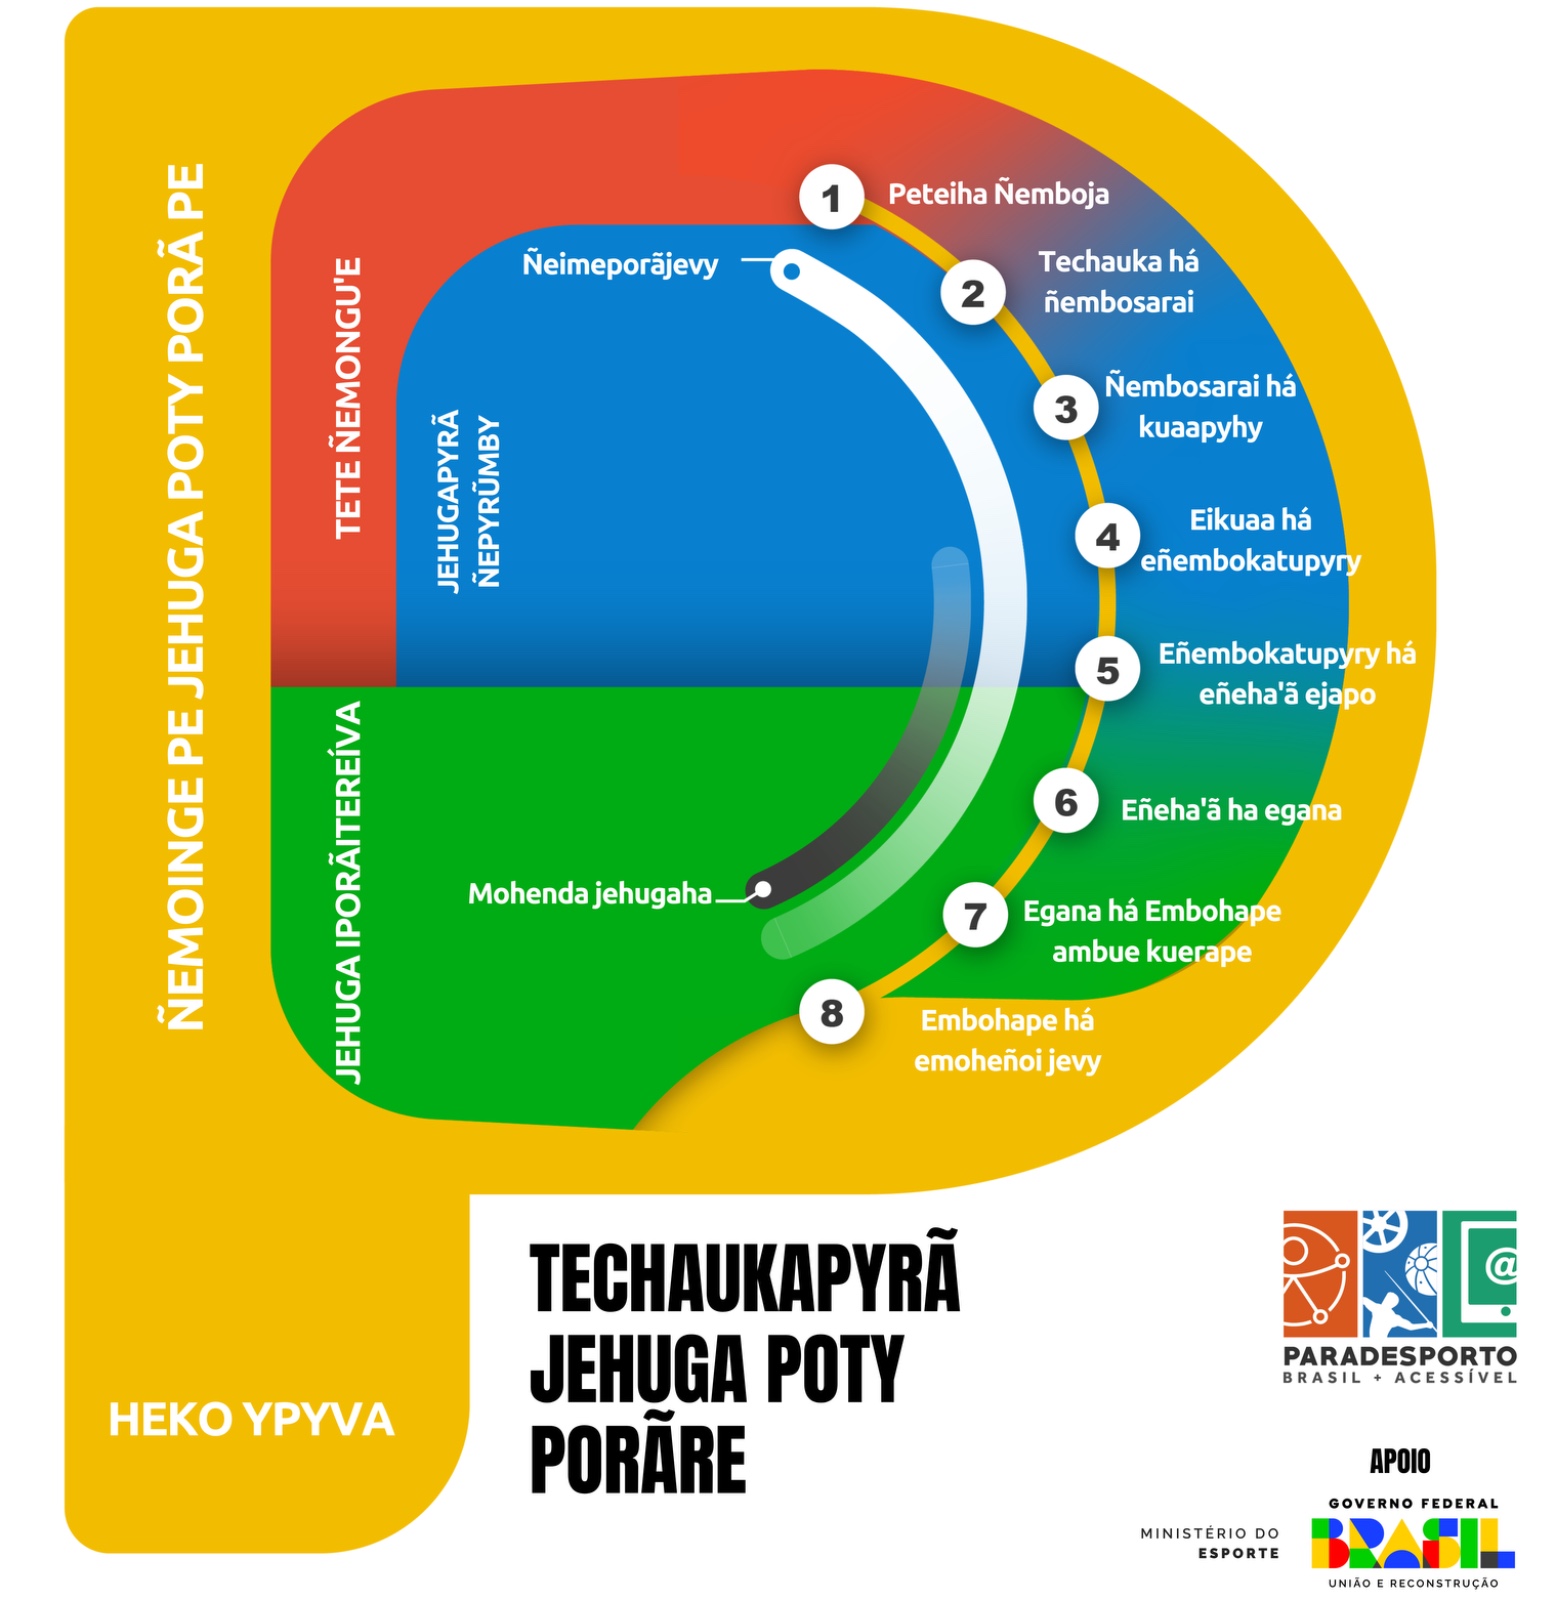 ÑEMOINGE PE JEHUGA POTY PORÃ PE
TETE ÑEMONGU'E
JEHUGAPYRÃ
ÑEPYRŨMBY
JEHUGA IPORÃITEREÍVA
Ñeimeporãjevy
Mohenda jehugaha
1 Peteiha Ñemboja
2 Techauka há
ñembosarai
3 Ñembosarai há
kuaapyhy
4 Eikuaa há
eñembokatupyry
5 Eñembokatupyry há
eñeha'ã ejapo
6 Eñeha'ã ha egana
7 Egana há Embohape
ambue kuerape
8 Embohape há
emoheñoi jevy
HEKO YPYVA
TECHAUKAPYRÃ
JEHUGA POTY
PORÃRE
@
PARADESPORTO
BRASIL + ACESSÍVEL
APOIO
MINISTÉRIO DO
ESPORTE
GOVERNO FEDERAL
BRASIL
UNIÃO E RECONSTRUÇÃO